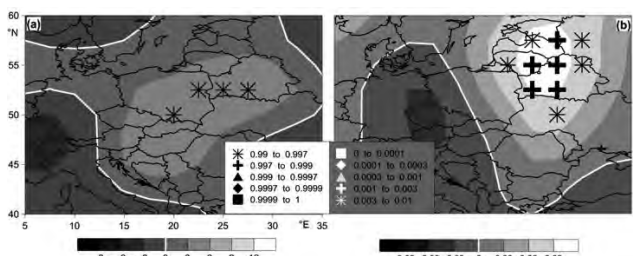 60
°N
55
50
45
40
(a)
(b)
0.99 to 0.997
0.997 to 0.999
0.999 to 0.9997
0.9997 to 0.9999
0.9999 to 1
0 to 0.0001
0.0001 to 0.0003
0.0003 to 0.001
0.001 to 0.003
0.003 to 0.01
5 10 15 20 °E 30 35